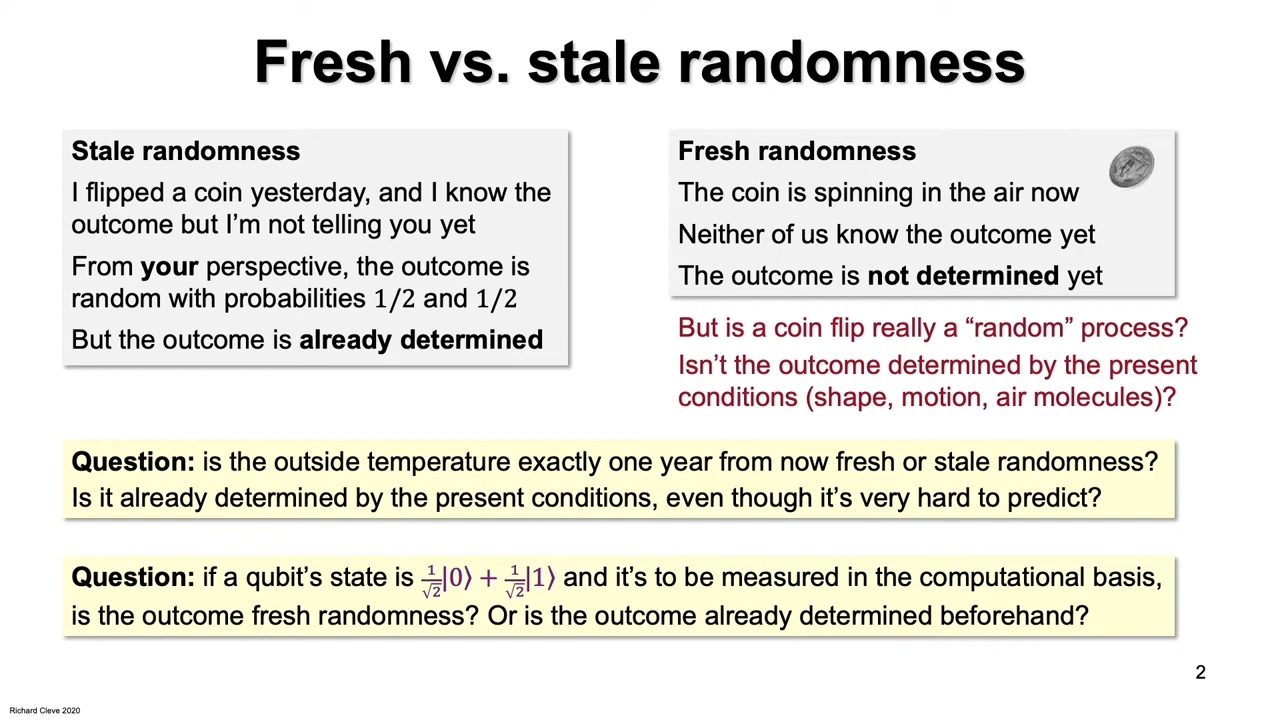 Fresh vs. stale randomness
Stale randomness
I flipped a coin yesterday, and I know the
outcome but I'm not telling you yet
From your perspective, the outcome is
random with probabilities 1/2 and 1/2
But the outcome is already determined
Fresh randomness
The coin is spinning in the air now
Neither of us know the outcome yet
The outcome is not determined yet
But is a coin flip really a “random” process?
Isn't the outcome determined by the present
conditions (shape, motion, air molecules)?
Question: is the outside temperature exactly one year from now fresh or stale randomness?
Is it already determined by the present conditions, even though it's very hard to predict?
Question: if a qubit's state is 1/√2|0⟩ + 1/√2|1⟩ and it's to be measured in the computational basis,
is the outcome fresh randomness? Or is the outcome already determined beforehand?
2
Richard Cleve 2020